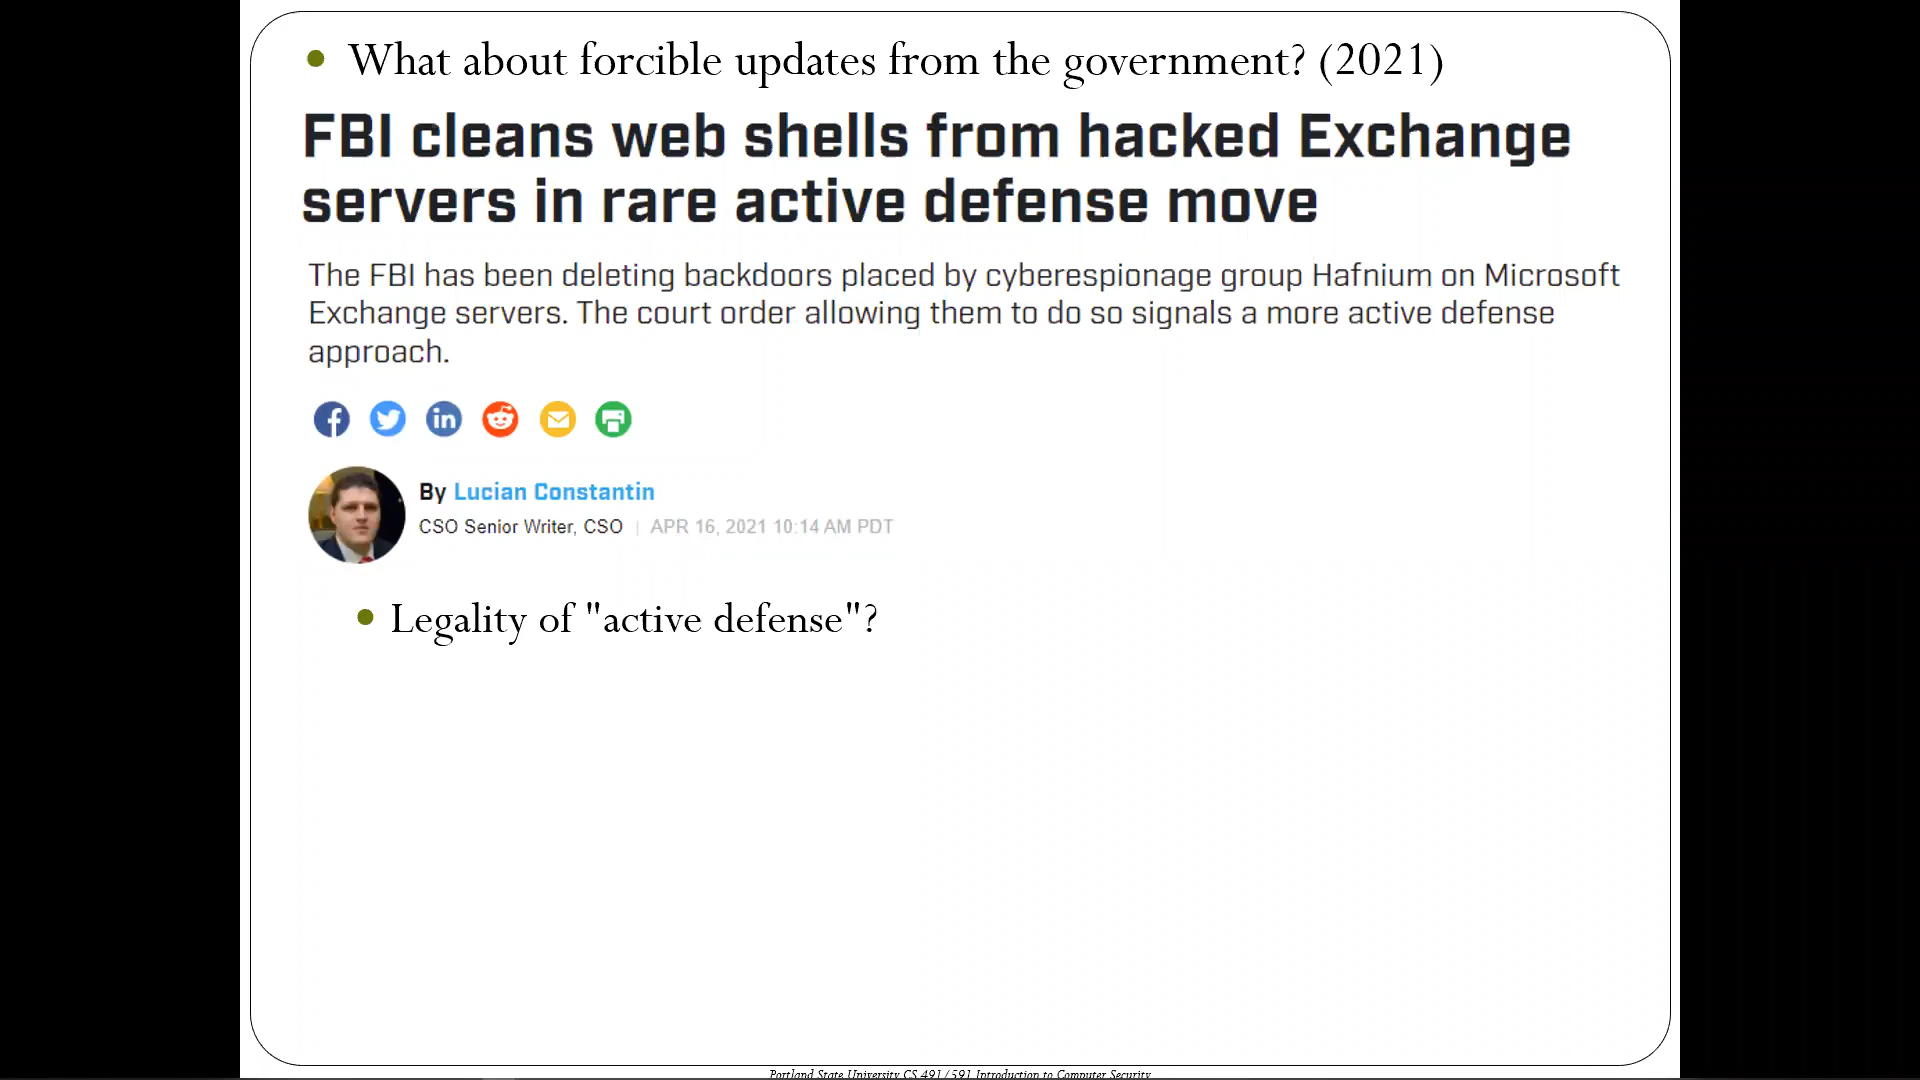 What about forcible updates from the government? (2021)
FBI cleans web shells from hacked Exchange
servers in rare active defense move
The FBI has been deleting backdoors placed by cyberespionage group Hafnium on Microsoft
Exchange servers. The court order allowing them to do so signals a more active defense
approach.
By Lucian Constantin
CSO Senior Writer, CSO | APR 16, 2021 10:14 AM PDT
Legality of "active defense"?
Portland State University CS 491/591 Introduction to Computer Security